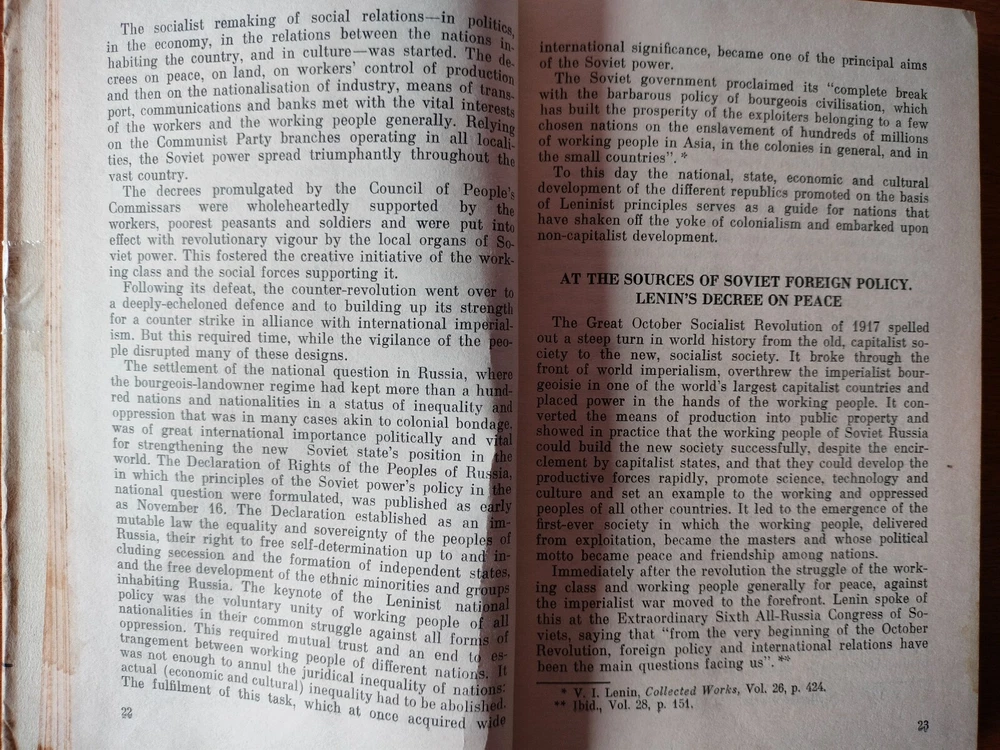 The socialist remaking of social relations—in politics,
in the economy, in the relations between the nations in-
habiting the country, and in culture—was started. The de-
crees on peace, on land, on workers' control of production
and then on the nationalisation of industry, means of trans-
port, communications and banks met with the vital interests
of the workers and the working people generally. Relying
on the Communist Party branches operating in all locali-
ties, the Soviet power spread triumphantly throughout the
vast country.
The decrees promulgated by the Council of People's
Commissars were wholeheartedly supported by the
workers, poorest peasants and soldiers and were put into
effect with revolutionary vigour by the local organs of So-
viet power. This fostered the creative initiative of the work-
ing class and the social forces supporting it.
Following its defeat, the counter-revolution went over to
a deeply-echeloned defence and to building up its strength
for a counter strike in alliance with international imperial-
ism. But this required time, while the vigilance of the peo-
ple disrupted many of these designs.
The settlement of the national question in Russia, where
the bourgeois-landowner regime had kept more than a hund-
red nations and nationalities in a status of inequality and
oppression that was in many cases akin to colonial bondage,
was of great international importance politically and vital
for strengthening the new Soviet state's position in the
world. The Declaration of Rights of the Peoples of Russia,
in which the principles of the Soviet power's policy in the
national question were formulated, was published as early
as November 16. The Declaration established as an im-
mutable law the equality and sovereignty of the peoples of
Russia, their right to free self-determination up to and in-
cluding secession and the formation of independent states,
and the free development of the ethnic minorities and groups
inhabiting Russia. The keynote of the Leninist national
policy was the voluntary unity of working people of all
nationalities in their common struggle against all forms of
oppression. This required mutual trust and an end to es-
trangement between working people of different nations. It
was not enough to annul the juridical inequality of nations:
actual (economic and cultural) inequality had to be abolished.
The fulfilment of this task, which at once acquired wide
22
international significance, became one of the principal aims
of the Soviet power.
The Soviet government proclaimed its "complete break
with the barbarous policy of bourgeois civilisation, which
has built the prosperity of the exploiters belonging to a few
chosen nations on the enslavement of hundreds of millions
of working people in Asia, in the colonies in general, and in
the small countries". *
To this day the national, state, economic and cultural
development of the different republics promoted on the basis
of Leninist principles serves as a guide for nations that
have shaken off the yoke of colonialism and embarked upon
non-capitalist development.
AT THE SOURCES OF SOVIET FOREIGN POLICY.
LENIN'S DECREE ON PEACE
The Great October Socialist Revolution of 1917 spelled
out a steep turn in world history from the old, capitalist so-
ciety to the new, socialist society. It broke through the
front of world imperialism, overthrew the imperialist bour-
geoisie in one of the world's largest capitalist countries and
placed power in the hands of the working people. It con-
verted the means of production into public property and
showed in practice that the working people of Soviet Russia
could build the new society successfully, despite the encir-
clement by capitalist states, and that they could develop the
productive forces rapidly, promote science, technology and
culture and set an example to the working and oppressed
peoples of all other countries. It led to the emergence of the
first-ever society in which the working people, delivered
from exploitation, became the masters and whose political
motto became peace and friendship among nations.
Immediately after the revolution the struggle of the work-
ing class and working people generally for peace, against
the imperialist war moved to the forefront. Lenin spoke of
this at the Extraordinary Sixth All-Russia Congress of So-
viets, saying that "from the very beginning of the October
Revolution, foreign policy and international relations have
been the main questions facing us". **
* V. I. Lenin, Collected Works, Vol. 26, p. 424.
** Ibid., Vol. 28, p. 151.
23